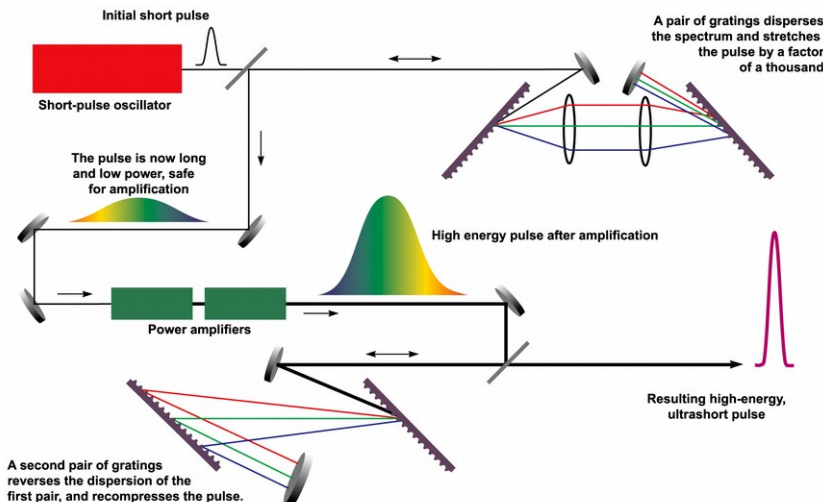 Initial short pulse
A pair of gratings disperses
the spectrum and stretches
the pulse by a factor
of a thousand
Short-pulse oscillator
The pulse is now long
and low power, safe
for amplification
High energy pulse after amplification
Power amplifiers
Resulting high-energy,
ultrashort pulse
A second pair of gratings
reverses the dispersion of the
first pair, and recompresses the pulse.